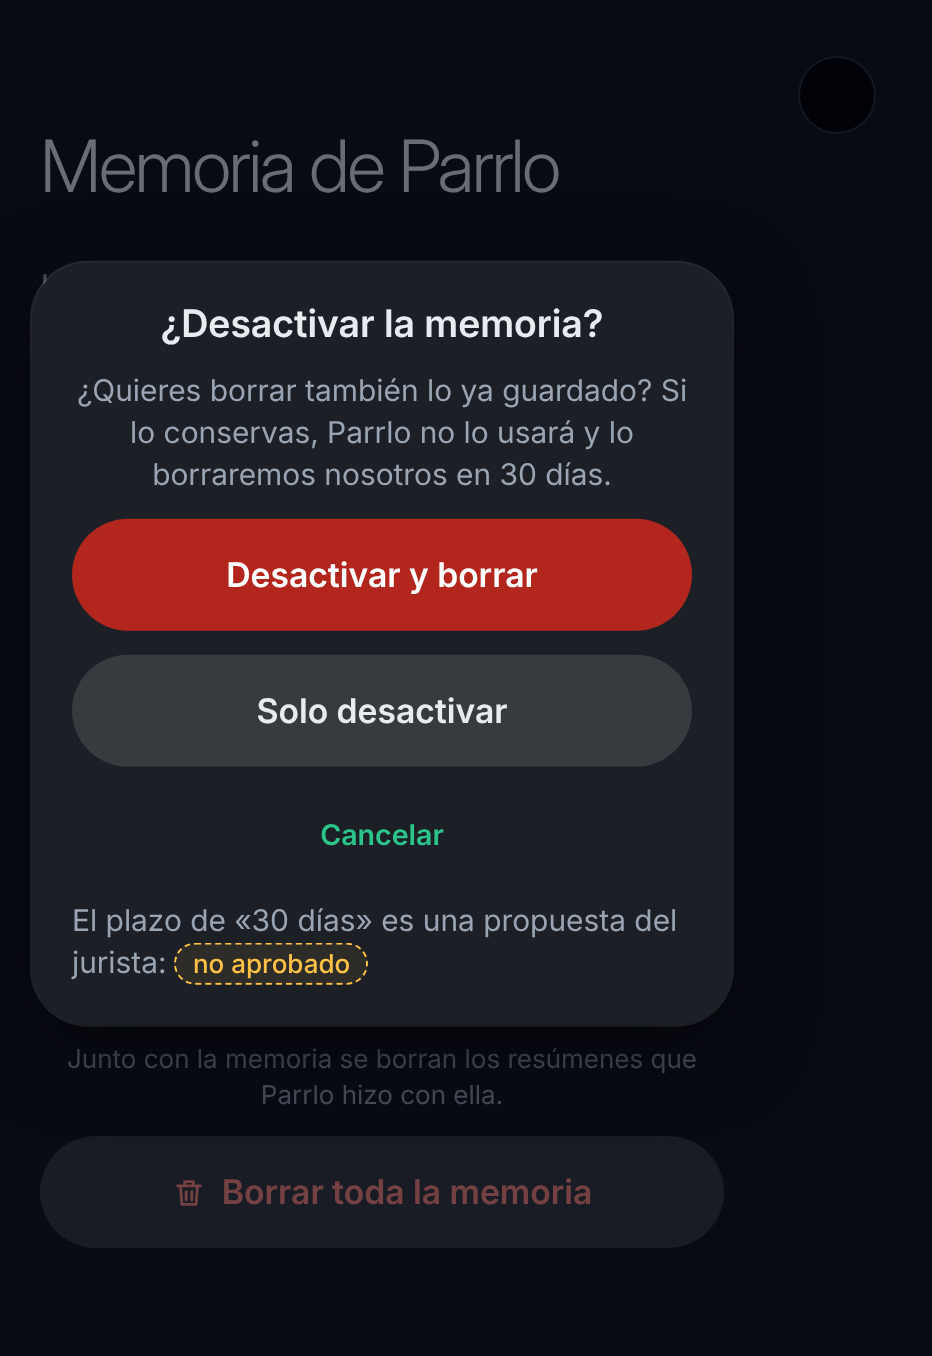 Memoria de Parrlo
¿Desactivar la memoria?
¿Quieres borrar también lo ya guardado? Si
lo conservas, Parrlo no lo usará y lo
borraremos nosotros en 30 días.
Desactivar y borrar
Solo desactivar
Cancelar
El plazo de «30 días» es una propuesta del
jurista: no aprobado
Junto con la memoria se borran los resúmenes que
Parrlo hizo con ella.
Borrar toda la memoria